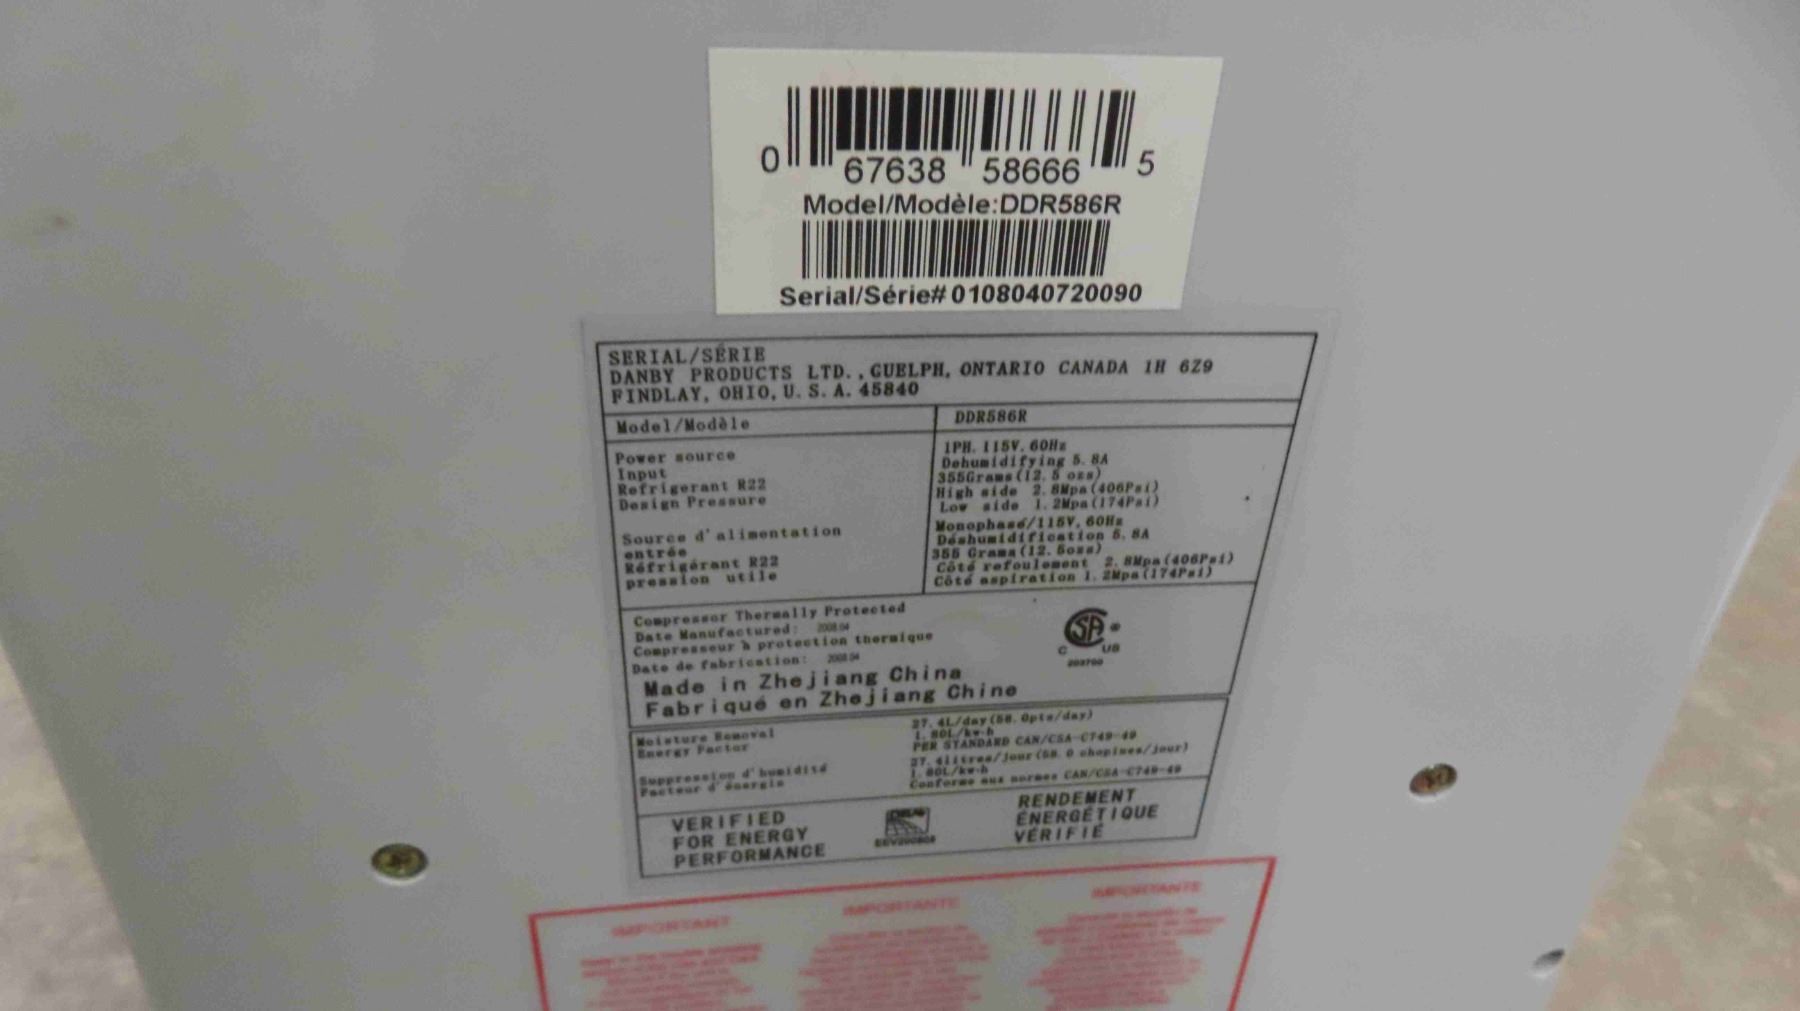 0 67638 58666 5
Model/Modèle:DDR586R
Serial/Série# 0108040720090
SERIAL/SÉRIE
DANBY PRODUCTS LTD., GUELPH, ONTARIO CANADA 1H 6Z9
FINDLAY, OHIO, U. S. A. 45840
Model/Modèle DDR586R
Power source 1PH. 115V. 60Hz
Input Dehumidifying 5. 8A
Refrigerant R22 355Grams(12. 5 ozs)
Design Pressure High side 2. 8Mpa(406Psi)
Low side 1. 2Mpa(174Psi)
Source d'alimentation Monophasé/115V, 60Hz
entrée Déshumidification 5. 8A
Réfrigérant R22 355 Grams(12. 5ozs)
pression utile Côté refoulement 2. 8Mpa(406Psi)
Côté aspiration 1. 2Mpa(174Psi)
Compressor Thermally Protected
Date Manufactured: 2008.04
Compresseur à protection thermique
Date de fabrication: 2008.04
Made in Zhejiang China
Fabriqué en Zhejiang Chine
CSA ®
C US
Moisture Removal 27. 4L/day(58. 0pts/day)
Energy Factor 1. 80L/kw-h
PER STANDARD CAN/CSA-C749-49
Suppression d'humidité 27. 4litres/jour(58. 0 chopines/jour)
Facteur d'énergie 1. 80L/kw-h
Conforme aux normes CAN/CSA-C749-49
VERIFIED
FOR ENERGY
PERFORMANCE
RENDEMENT
ÉNERGÉTIQUE
VÉRIFIÉ
IMPORTANT
IMPORTANTE
IMPORTANTE